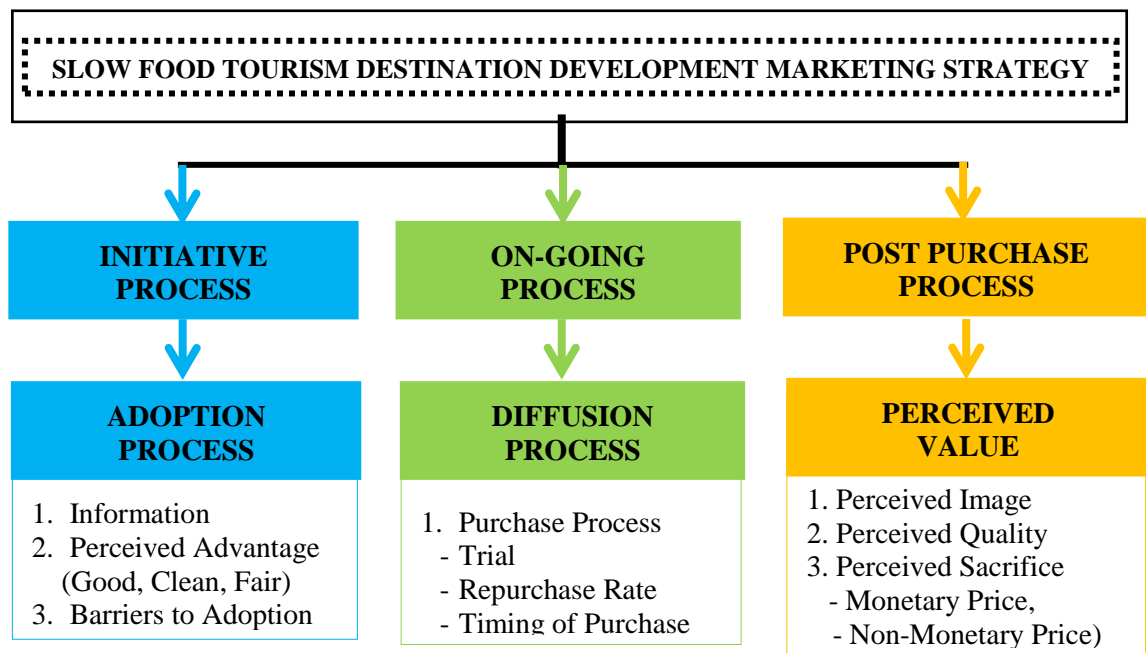 SLOW FOOD TOURISM DESTINATION DEVELOPMENT MARKETING STRATEGY
INITIATIVE
PROCESS
ON-GOING
PROCESS
POST PURCHASE
PROCESS
ADOPTION
PROCESS
DIFFUSION
PROCESS
PERCEIVED
VALUE
1. Information
2. Perceived Advantage
(Good, Clean, Fair)
3. Barriers to Adoption
1. Purchase Process
- Trial
- Repurchase Rate
- Timing of Purchase
1. Perceived Image
2. Perceived Quality
3. Perceived Sacrifice
- Monetary Price,
- Non-Monetary Price)